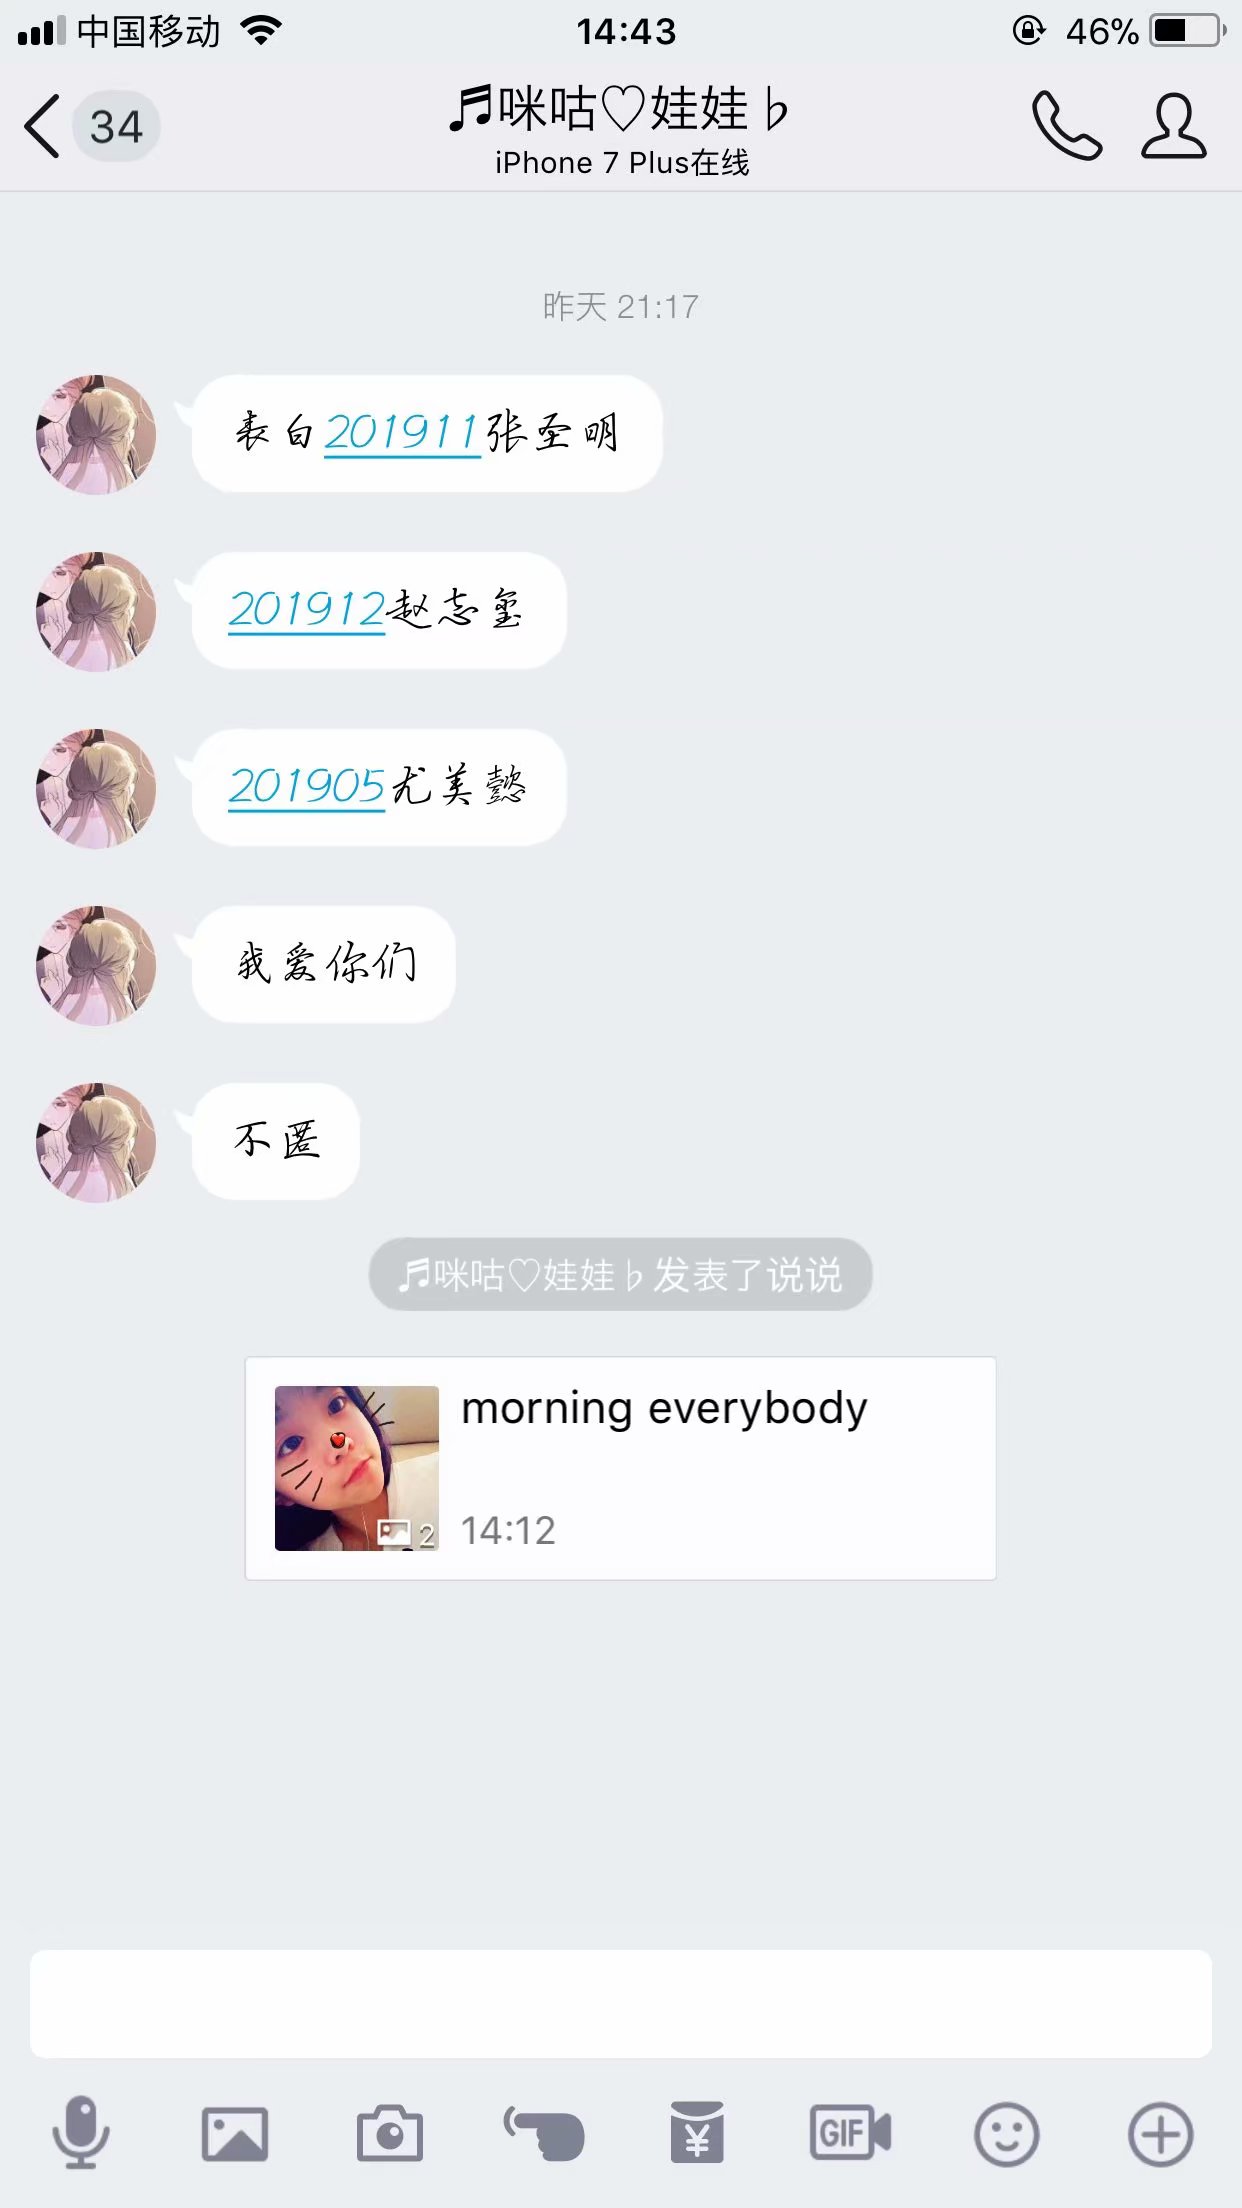 中国移动 14:43 46%
34 ♬咪咕♡娃娃♭
iPhone 7 Plus在线
昨天 21:17
表白201911张圣明
201912赵志玺
201905尤美懿
我爱你们
不匿
♬咪咕♡娃娃♭发表了说说
morning everybody
2 14:12
¥ GIF